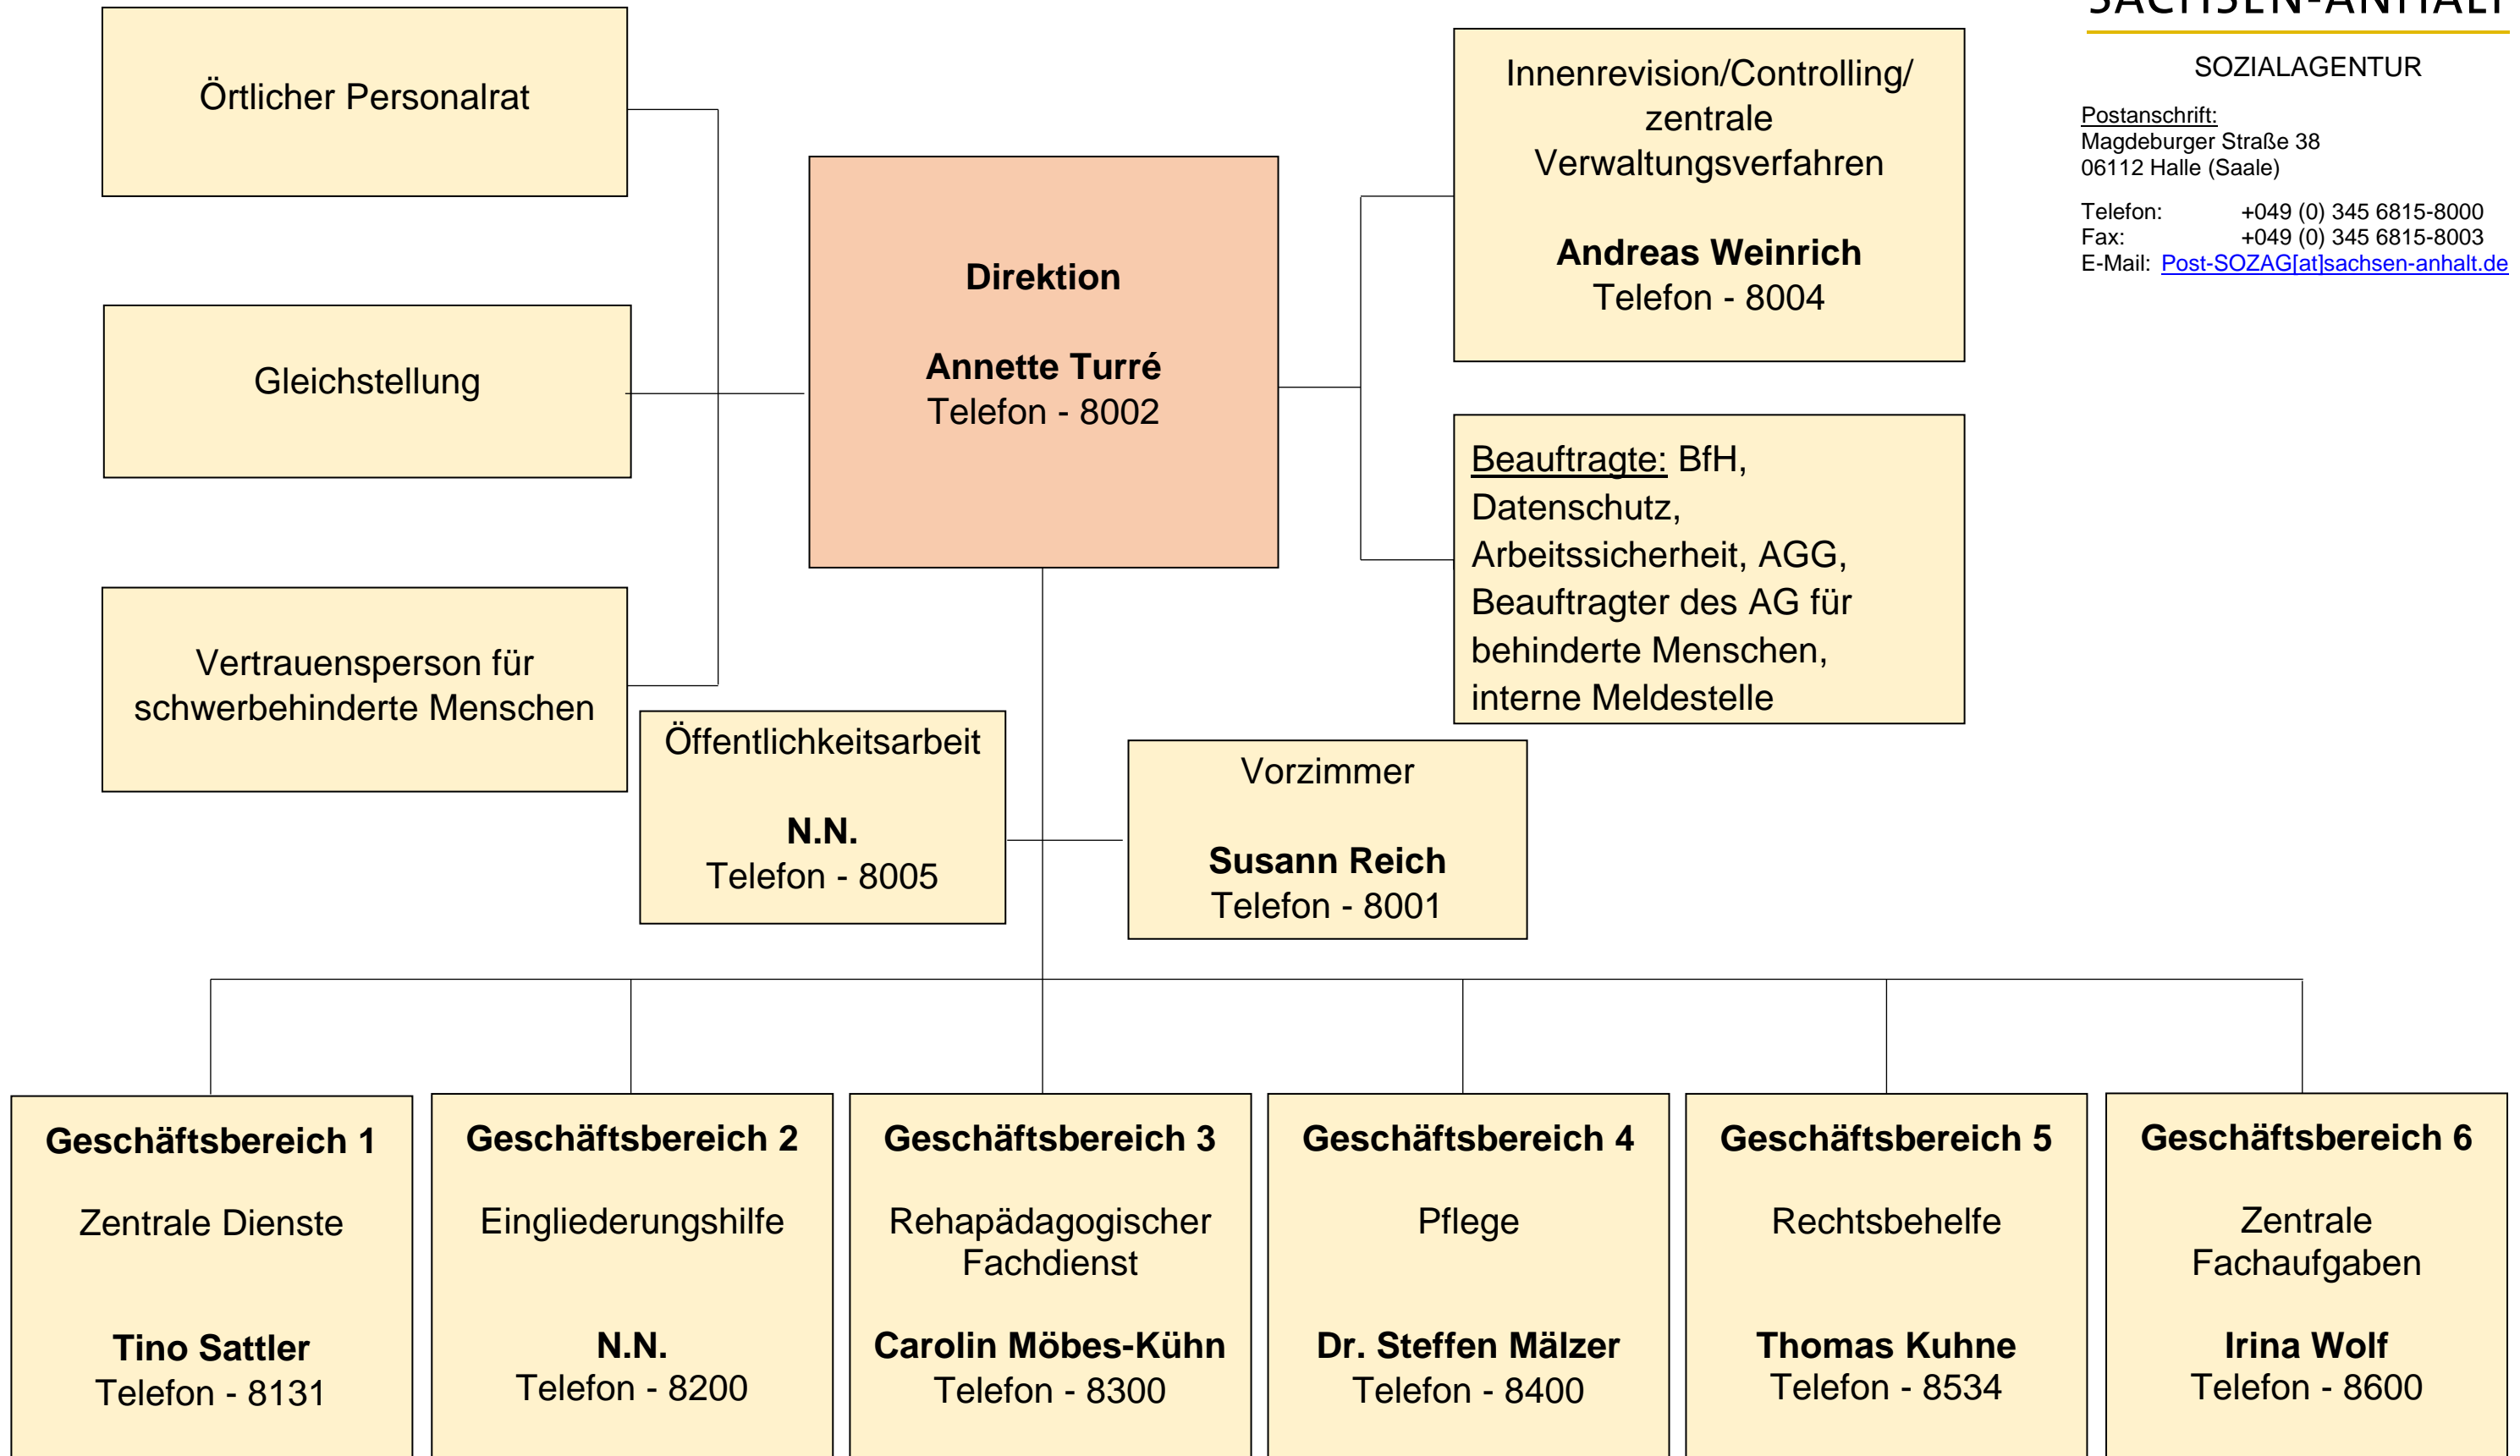 SACHSEN-ANHALT
SOZIALAGENTUR
Postanschrift:
Magdeburger Straße 38
06112 Halle (Saale)
Telefon: +049 (0) 345 6815-8000
Fax: +049 (0) 345 6815-8003
E-Mail: Post-SOZAG[at]sachsen-anhalt.de
Örtlicher Personalrat
Gleichstellung
Vertrauensperson für
schwerbehinderte Menschen
Direktion
Annette Turré
Telefon - 8002
Innenrevision/Controlling/
zentrale
Verwaltungsverfahren
Andreas Weinrich
Telefon - 8004
Beauftragte: BfH,
Datenschutz,
Arbeitssicherheit, AGG,
Beauftragter des AG für
behinderte Menschen,
interne Meldestelle
Öffentlichkeitsarbeit
N.N.
Telefon - 8005
Vorzimmer
Susann Reich
Telefon - 8001
Geschäftsbereich 1
Zentrale Dienste
Tino Sattler
Telefon - 8131
Geschäftsbereich 2
Eingliederungshilfe
N.N.
Telefon - 8200
Geschäftsbereich 3
Rehapädagogischer
Fachdienst
Carolin Möbes-Kühn
Telefon - 8300
Geschäftsbereich 4
Pflege
Dr. Steffen Mälzer
Telefon - 8400
Geschäftsbereich 5
Rechtsbehelfe
Thomas Kuhne
Telefon - 8534
Geschäftsbereich 6
Zentrale
Fachaufgaben
Irina Wolf
Telefon - 8600